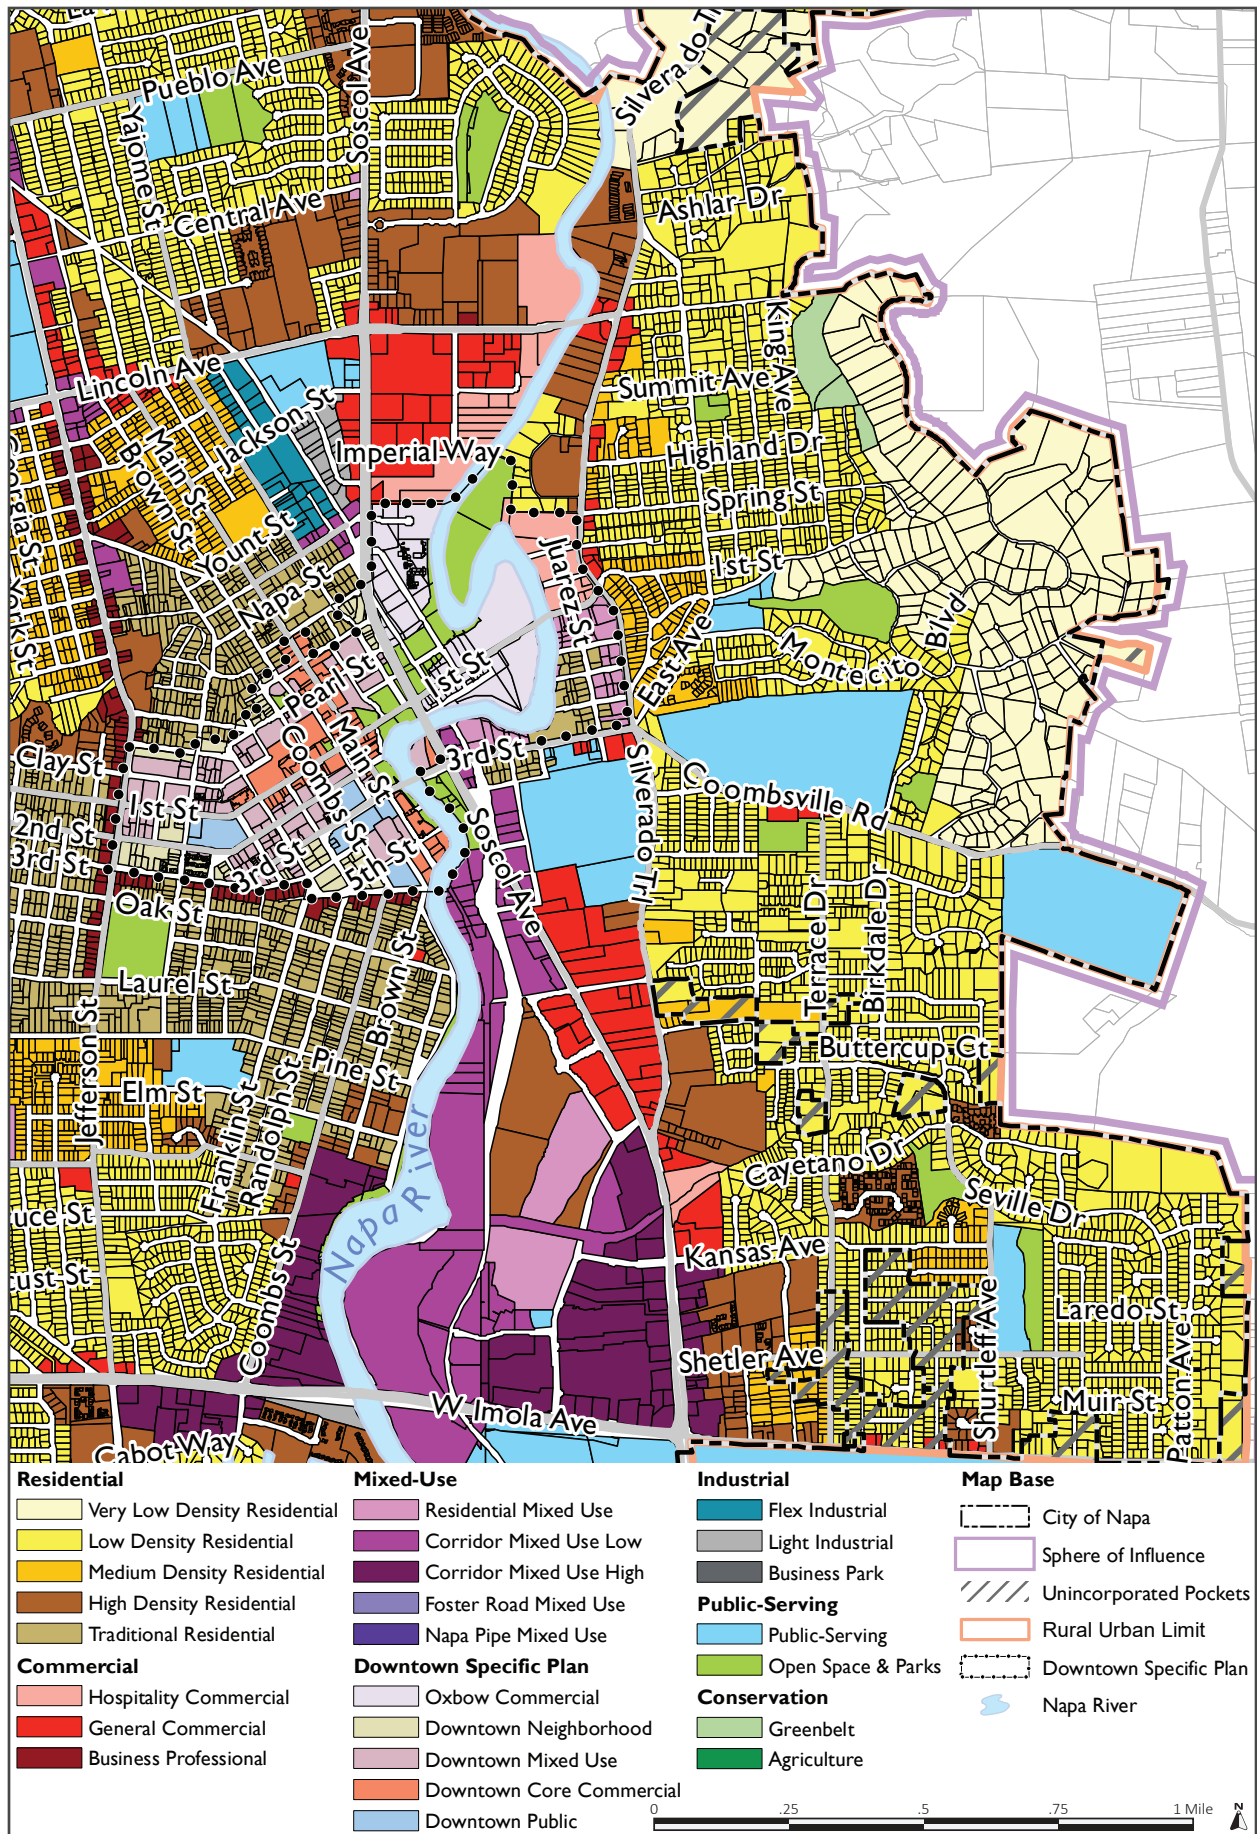 Pueblo Ave
Soscol Ave
Silverado Tr
Yajome St
Central Ave
Ashlar Dr
King Ave
Lincoln Ave
Summit Ave
Jackson St
Main St
Brown St
Imperial Way
Highland Dr
Spring St
Yount St
Georgia St
York St
Napa St
Juarez St
1st St
East Ave
Montecito Blvd
Pearl St
1st St
Main St
Coombs St
3rd St
Clay St
1st St
2nd St
3rd St
3rd St
5th St
Soscol Ave
Silverado Trl
Coombsville Rd
Oak St
Terrace Dr
Birkdale Dr
Laurel St
Brown St
Jefferson St
Pine St
Buttercup Ct
Elm St
Franklin St
Randolph St
Napa River
Cayetano Dr
Seville Dr
uce St
ust St
Coombs St
Kansas Ave
Laredo St
Shurtleff Ave
Patton Ave
Shetler Ave
Muir St
W Imola Ave
Cabot Way
Residential
Very Low Density Residential
Low Density Residential
Medium Density Residential
High Density Residential
Traditional Residential
Commercial
Hospitality Commercial
General Commercial
Business Professional
Mixed-Use
Residential Mixed Use
Corridor Mixed Use Low
Corridor Mixed Use High
Foster Road Mixed Use
Napa Pipe Mixed Use
Downtown Specific Plan
Oxbow Commercial
Downtown Neighborhood
Downtown Mixed Use
Downtown Core Commercial
Downtown Public
Industrial
Flex Industrial
Light Industrial
Business Park
Public-Serving
Public-Serving
Open Space & Parks
Conservation
Greenbelt
Agriculture
Map Base
City of Napa
Sphere of Influence
Unincorporated Pockets
Rural Urban Limit
Downtown Specific Plan
Napa River
0 .25 .5 .75 1 Mile
N